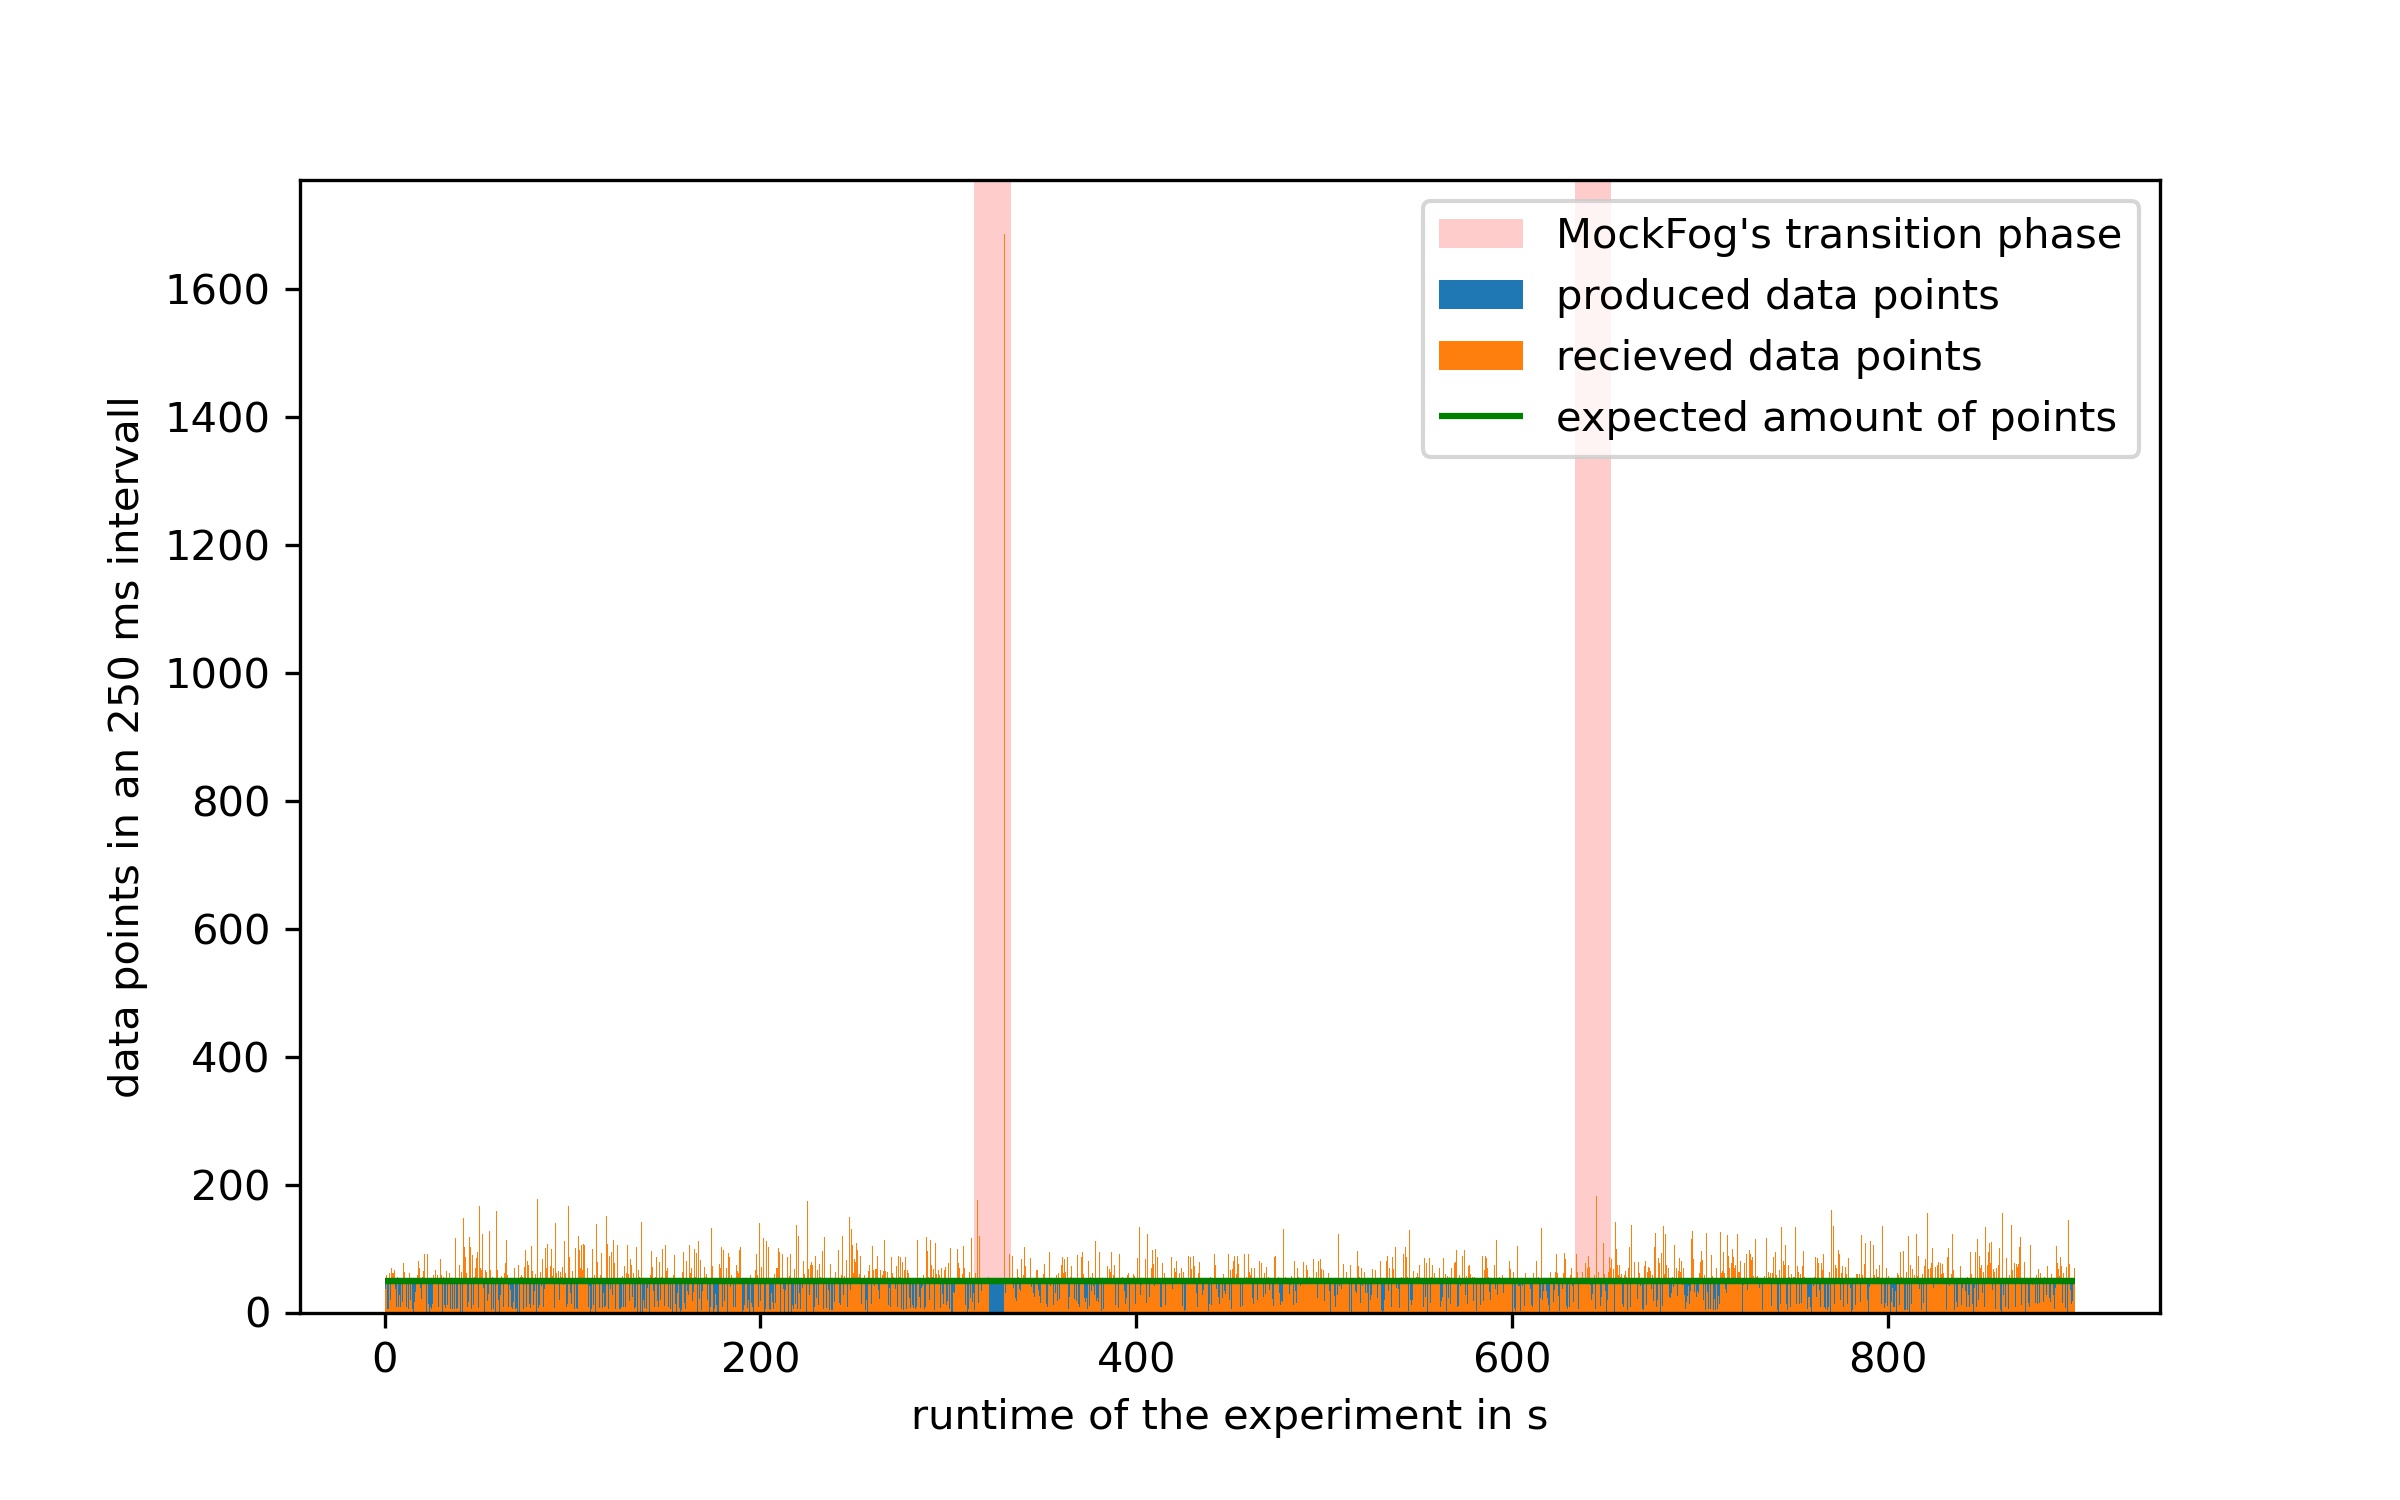 MockFog's transition phase
produced data points
recieved data points
expected amount of points
data points in an 250 ms intervall
1600
1400
1200
1000
800
600
400
200
0
0 200 400 600 800
runtime of the experiment in s